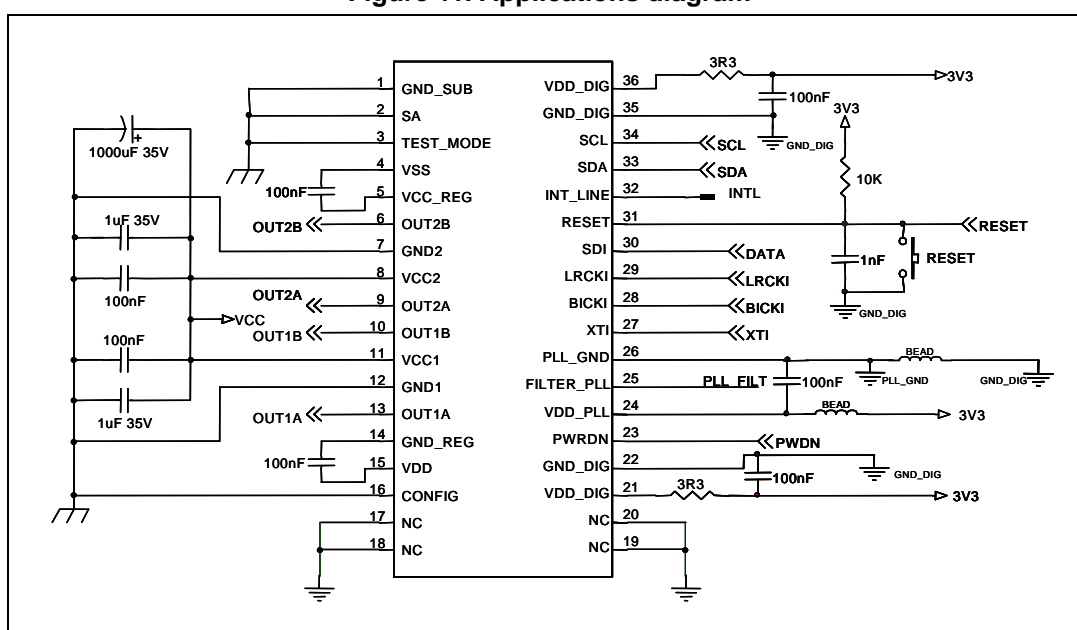 1000uF 35V
1uF 35V
100nF
100nF
1uF 35V
VCC
100nF
OUT2B
OUT2A
OUT1B
OUT1A
100nF
1 GND_SUB
2 SA
3 TEST_MODE
4 VSS
5 VCC_REG
6 OUT2B
7 GND2
8 VCC2
9 OUT2A
10 OUT1B
11 VCC1
12 GND1
13 OUT1A
14 GND_REG
15 VDD
16 CONFIG
17 NC
18 NC
VDD_DIG 36
GND_DIG 35
SCL 34
SDA 33
INT_LINE 32
RESET 31
SDI 30
LRCKI 29
BICKI 28
XTI 27
PLL_GND 26
FILTER_PLL 25
VDD_PLL 24
PWRDN 23
GND_DIG 22
VDD_DIG 21
NC 20
NC 19
3R3
3V3
100nF
GND_DIG
3V3
SCL
SDA
INTL
10K
RESET
1nF
RESET
GND_DIG
DATA
LRCKI
BICKI
XTI
BEAD
PLL_GND
GND_DIG
PLL_FILT
100nF
BEAD
3V3
PWDN
GND_DIG
100nF
3R3
3V3